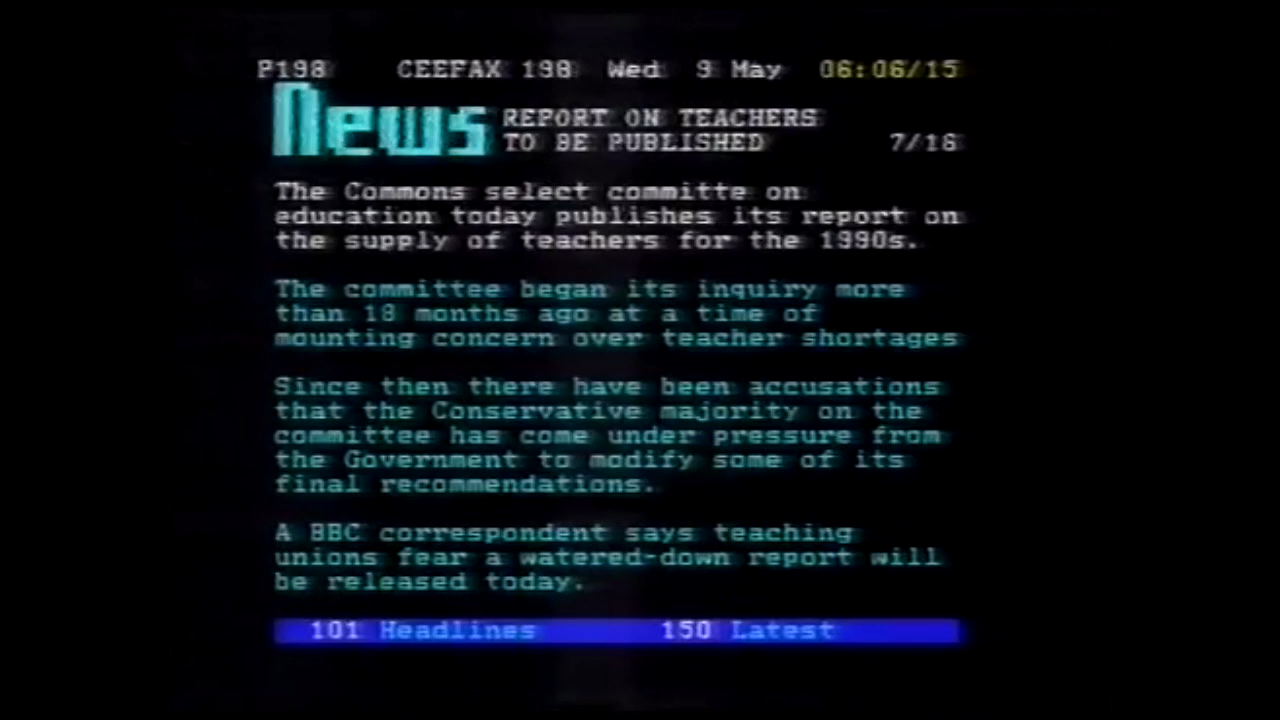 P198 CEEFAX 198 Wed 9 May 06:06/15
News REPORT ON TEACHERS
TO BE PUBLISHED 7/18
The Commons select committe on
education today publishes its report on
the supply of teachers for the 1990s.
The committee began its inquiry more
than 18 months ago at a time of
mounting concern over teacher shortages
Since then there have been accusations
that the Conservative majority on the
committee has come under pressure from
the Government to modify some of its
final recommendations.
A BBC correspondent says teaching
unions fear a watered-down report will
be released today.
101 Headlines 150 Latest